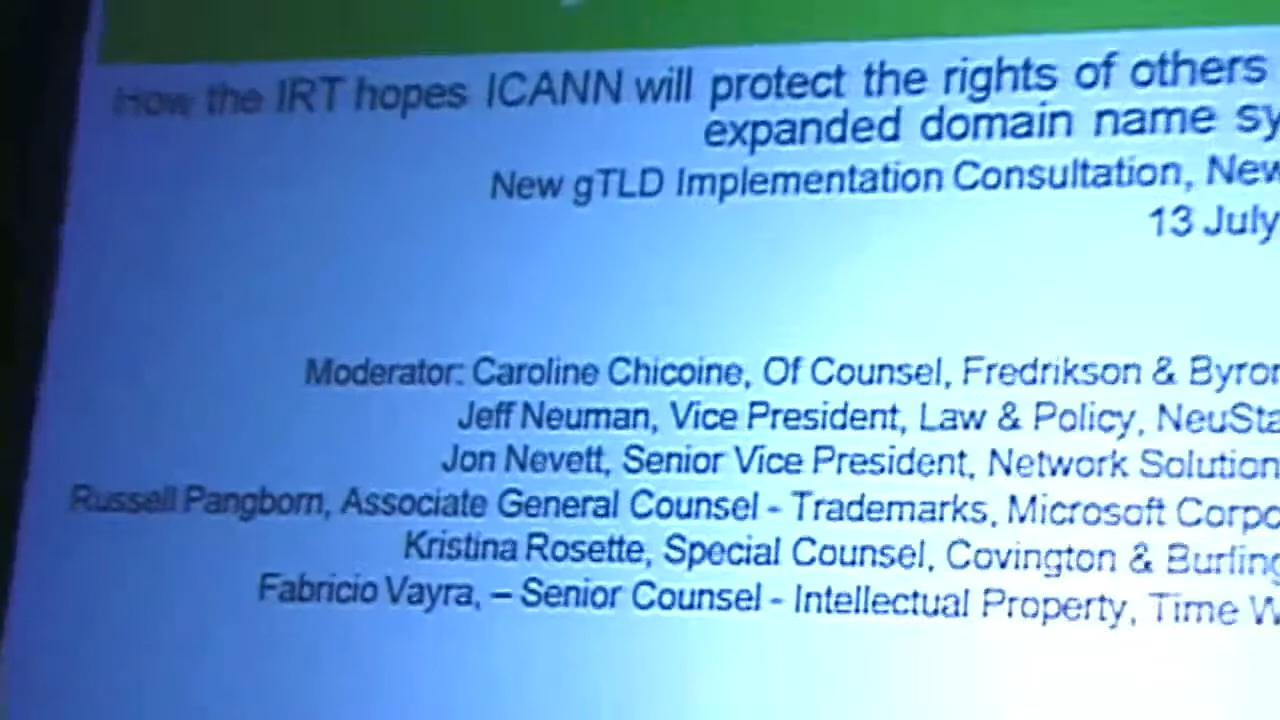 How the IRT hopes ICANN will protect the rights of others
expanded domain name sy
New gTLD Implementation Consultation, New
13 July
Moderator: Caroline Chicoine, Of Counsel, Fredrikson & Byron
Jeff Neuman, Vice President, Law & Policy, NeuSta
Jon Nevett, Senior Vice President, Network Solution
Russell Pangborn, Associate General Counsel - Trademarks, Microsoft Corpo
Kristina Rosette, Special Counsel, Covington & Burling
Fabricio Vayra, – Senior Counsel - Intellectual Property, Time W